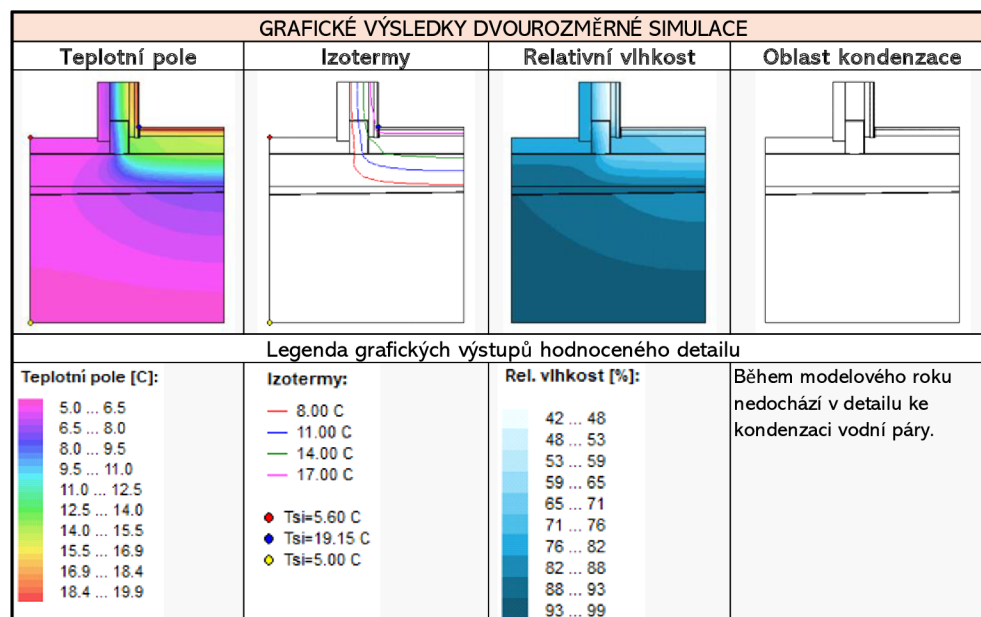 GRAFICKÉ VÝSLEDKY DVOUROZMĚRNÉ SIMULACE
Teplotní pole
Izotermy
Relativní vlhkost
Oblast kondenzace
Legenda grafických výstupů hodnoceného detailu
Teplotní pole [C]:
5.0 ... 6.5
6.5 ... 8.0
8.0 ... 9.5
9.5 ... 11.0
11.0 ... 12.5
12.5 ... 14.0
14.0 ... 15.5
15.5 ... 16.9
16.9 ... 18.4
18.4 ... 19.9
Izotermy:
8.00 C
11.00 C
14.00 C
17.00 C
Tsi=5.60 C
Tsi=19.15 C
Tsi=5.00 C
Rel. vlhkost [%]:
42 ... 48
48 ... 53
53 ... 59
59 ... 65
65 ... 71
71 ... 76
76 ... 82
82 ... 88
88 ... 93
93 ... 99
Během modelového roku
nedochází v detailu ke
kondenzaci vodní páry.